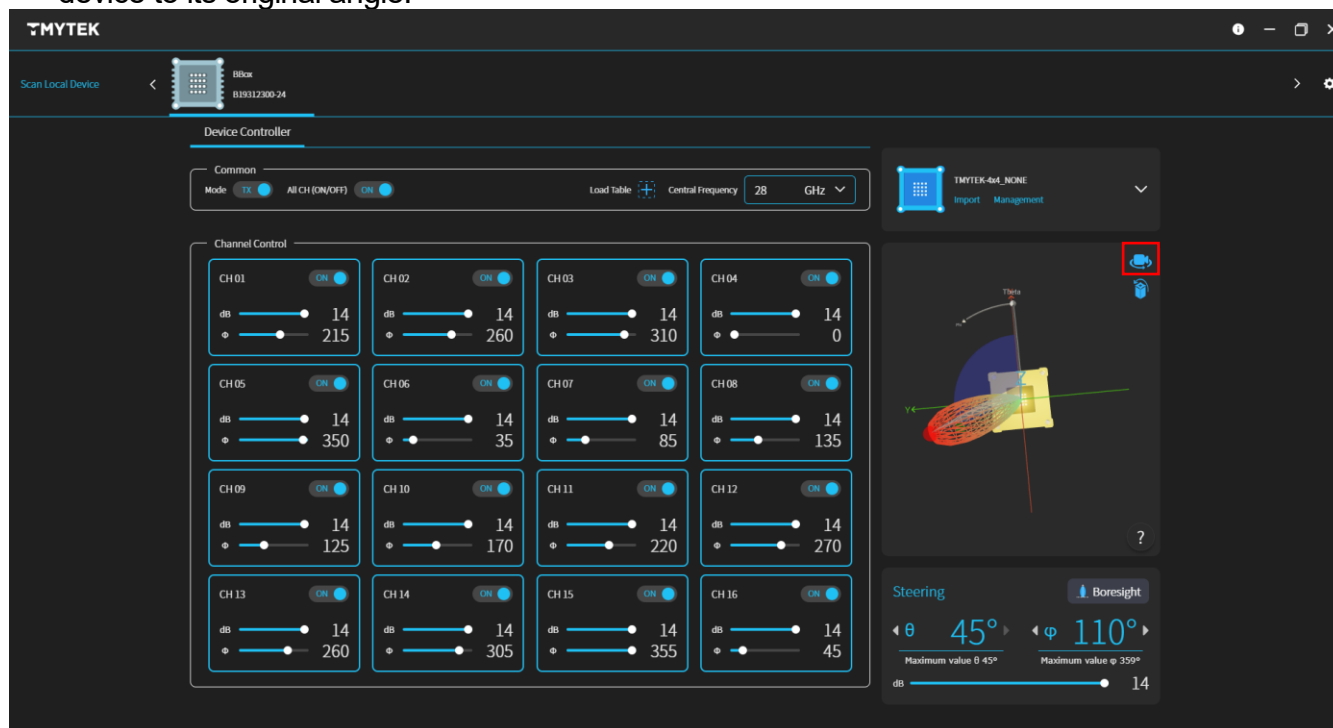 device to its original angle.
TMYTEK
Scan Local Device
BBox
B19312300-24
Device Controller
Common
Mode TX All CH (ON/OFF) ON Load Table Central Frequency 28 GHz
TMYTEK-4x4_NONE
Import Management
Channel Control
CH 01 ON CH 02 ON CH 03 ON CH 04 ON
dB 14 dB 14 dB 14 dB 14
Φ 215 Φ 260 Φ 310 Φ 0
Theta
CH 05 ON CH 06 ON CH 07 ON CH 08 ON
dB 14 dB 14 dB 14 dB 14
Φ 350 Φ 35 Φ 85 Φ 135
Y
CH 09 ON CH 10 ON CH 11 ON CH 12 ON
dB 14 dB 14 dB 14 dB 14
Φ 125 Φ 170 Φ 220 Φ 270
?
CH 13 ON CH 14 ON CH 15 ON CH 16 ON
dB 14 dB 14 dB 14 dB 14
Φ 260 Φ 305 Φ 355 Φ 45
Steering Boresight
θ 45° φ 110°
Maximum value θ 45° Maximum value φ 359°
dB 14